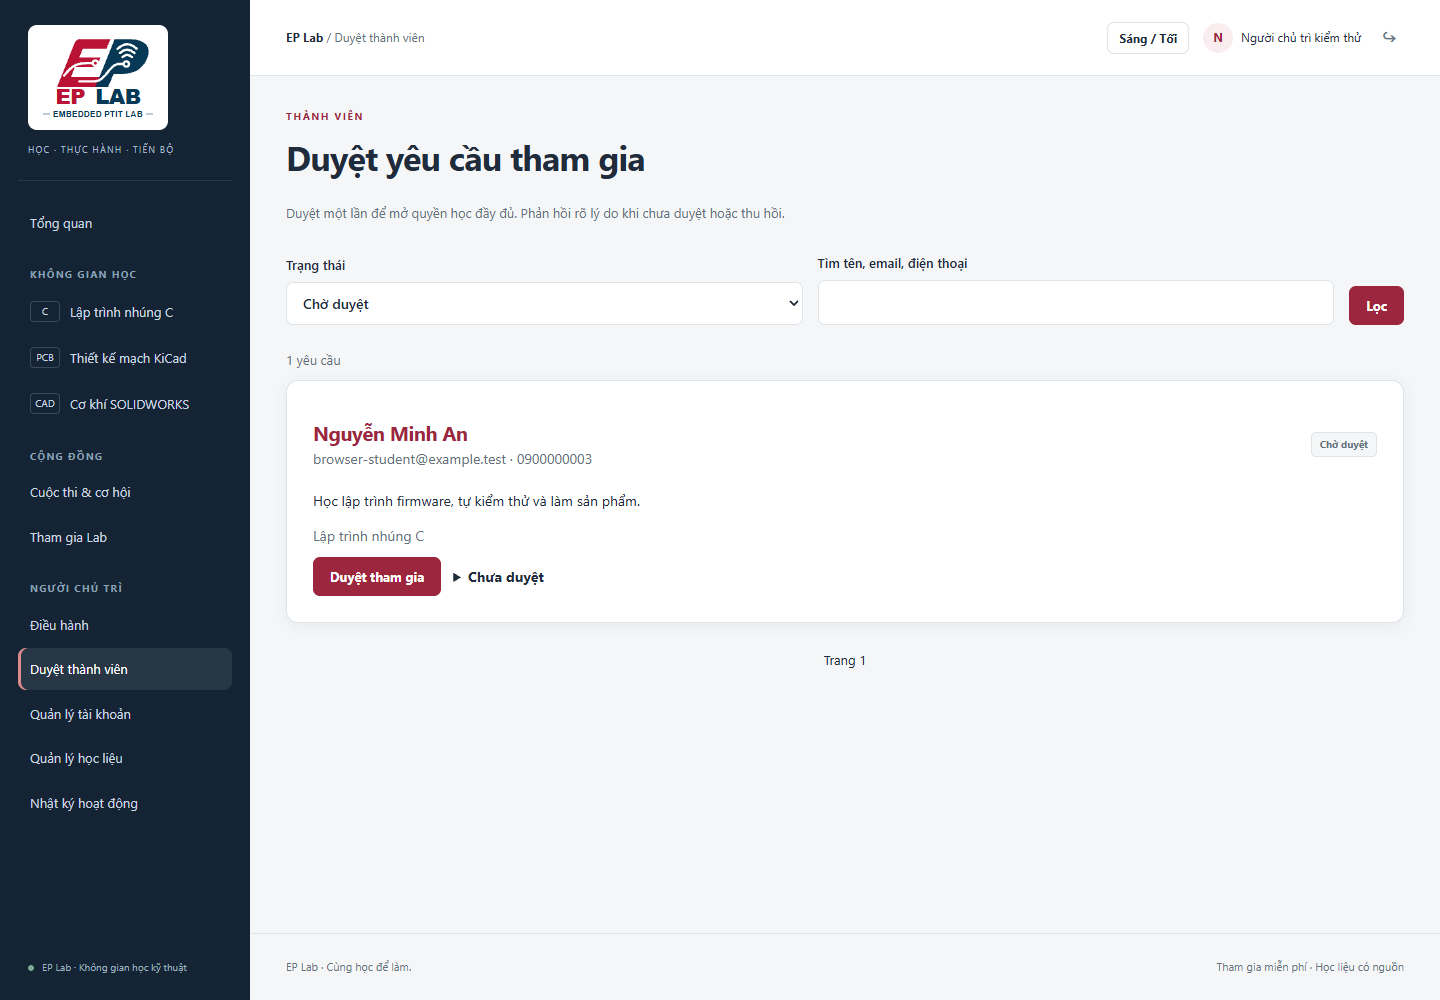 EP
EP LAB
EMBEDDED PTIT LAB
HỌC · THỰC HÀNH · TIẾN BỘ
Tổng quan
KHÔNG GIAN HỌC
C Lập trình nhúng C
PCB Thiết kế mạch KiCad
CAD Cơ khí SOLIDWORKS
CỘNG ĐỒNG
Cuộc thi & cơ hội
Tham gia Lab
NGƯỜI CHỦ TRÌ
Điều hành
Duyệt thành viên
Quản lý tài khoản
Quản lý học liệu
Nhật ký hoạt động
EP Lab · Không gian học kỹ thuật
EP Lab / Duyệt thành viên
Sáng / Tối
N Người chủ trì kiểm thử
THÀNH VIÊN
Duyệt yêu cầu tham gia
Duyệt một lần để mở quyền học đầy đủ. Phản hồi rõ lý do khi chưa duyệt hoặc thu hồi.
Trạng thái
Chờ duyệt
Tìm tên, email, điện thoại
Lọc
1 yêu cầu
Nguyễn Minh An
browser-student@example.test · 0900000003
Chờ duyệt
Học lập trình firmware, tự kiểm thử và làm sản phẩm.
Lập trình nhúng C
Duyệt tham gia
Chưa duyệt
Trang 1
EP Lab · Cùng học để làm.
Tham gia miễn phí · Học liệu có nguồn